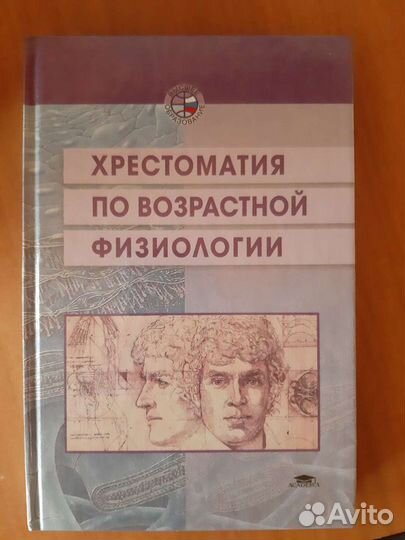 ВЫСШЕЕ
ОБРАЗОВАНИЕ
ХРЕСТОМАТИЯ
ПО ВОЗРАСТНОЙ
ФИЗИОЛОГИИ
ACADEMA
Avito